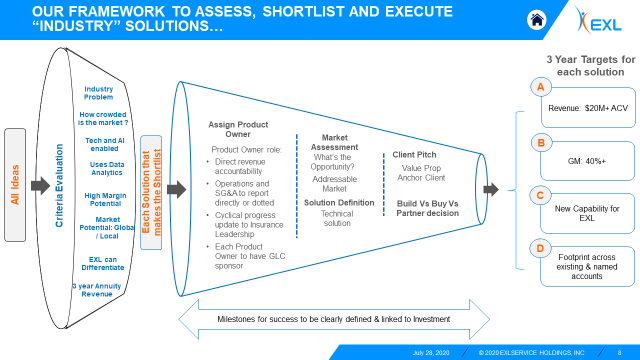 OUR FRAMEWORK TO ASSESS, SHORTLIST AND EXECUTE
“INDUSTRY” SOLUTIONS…
EXL
All Ideas
Criteria Evaluation
Industry
Problem
How crowded
is the market ?
Tech and AI
enabled
Uses Data
Analytics
High Margin
Potential
Market
Potential: Global
/ Local
EXL can
Differentiate
3 year Annuity
Revenue
Each Solution that
makes the Shortlist
Assign Product
Owner
Product Owner role:
• Direct revenue
accountability
• Operations and
SG&A to report
directly or dotted
• Cyclical progress
update to Insurance
Leadership
• Each Product
Owner to have GLC
sponsor
Market
Assessment
What’s the
Opportunity?
Addressable
Market
Solution Definition
Technical
solution
Client Pitch
Value Prop
Anchor Client
Build Vs Buy Vs
Partner decision
3 Year Targets for
each solution
A
Revenue: $20M+ ACV
B
GM: 40%+
C
New Capability for
EXL
D
Footprint across
existing & named
accounts
Milestones for success to be clearly defined & linked to Investment
July 28, 2020 / © 2020 EXLSERVICE HOLDINGS, INC / 8